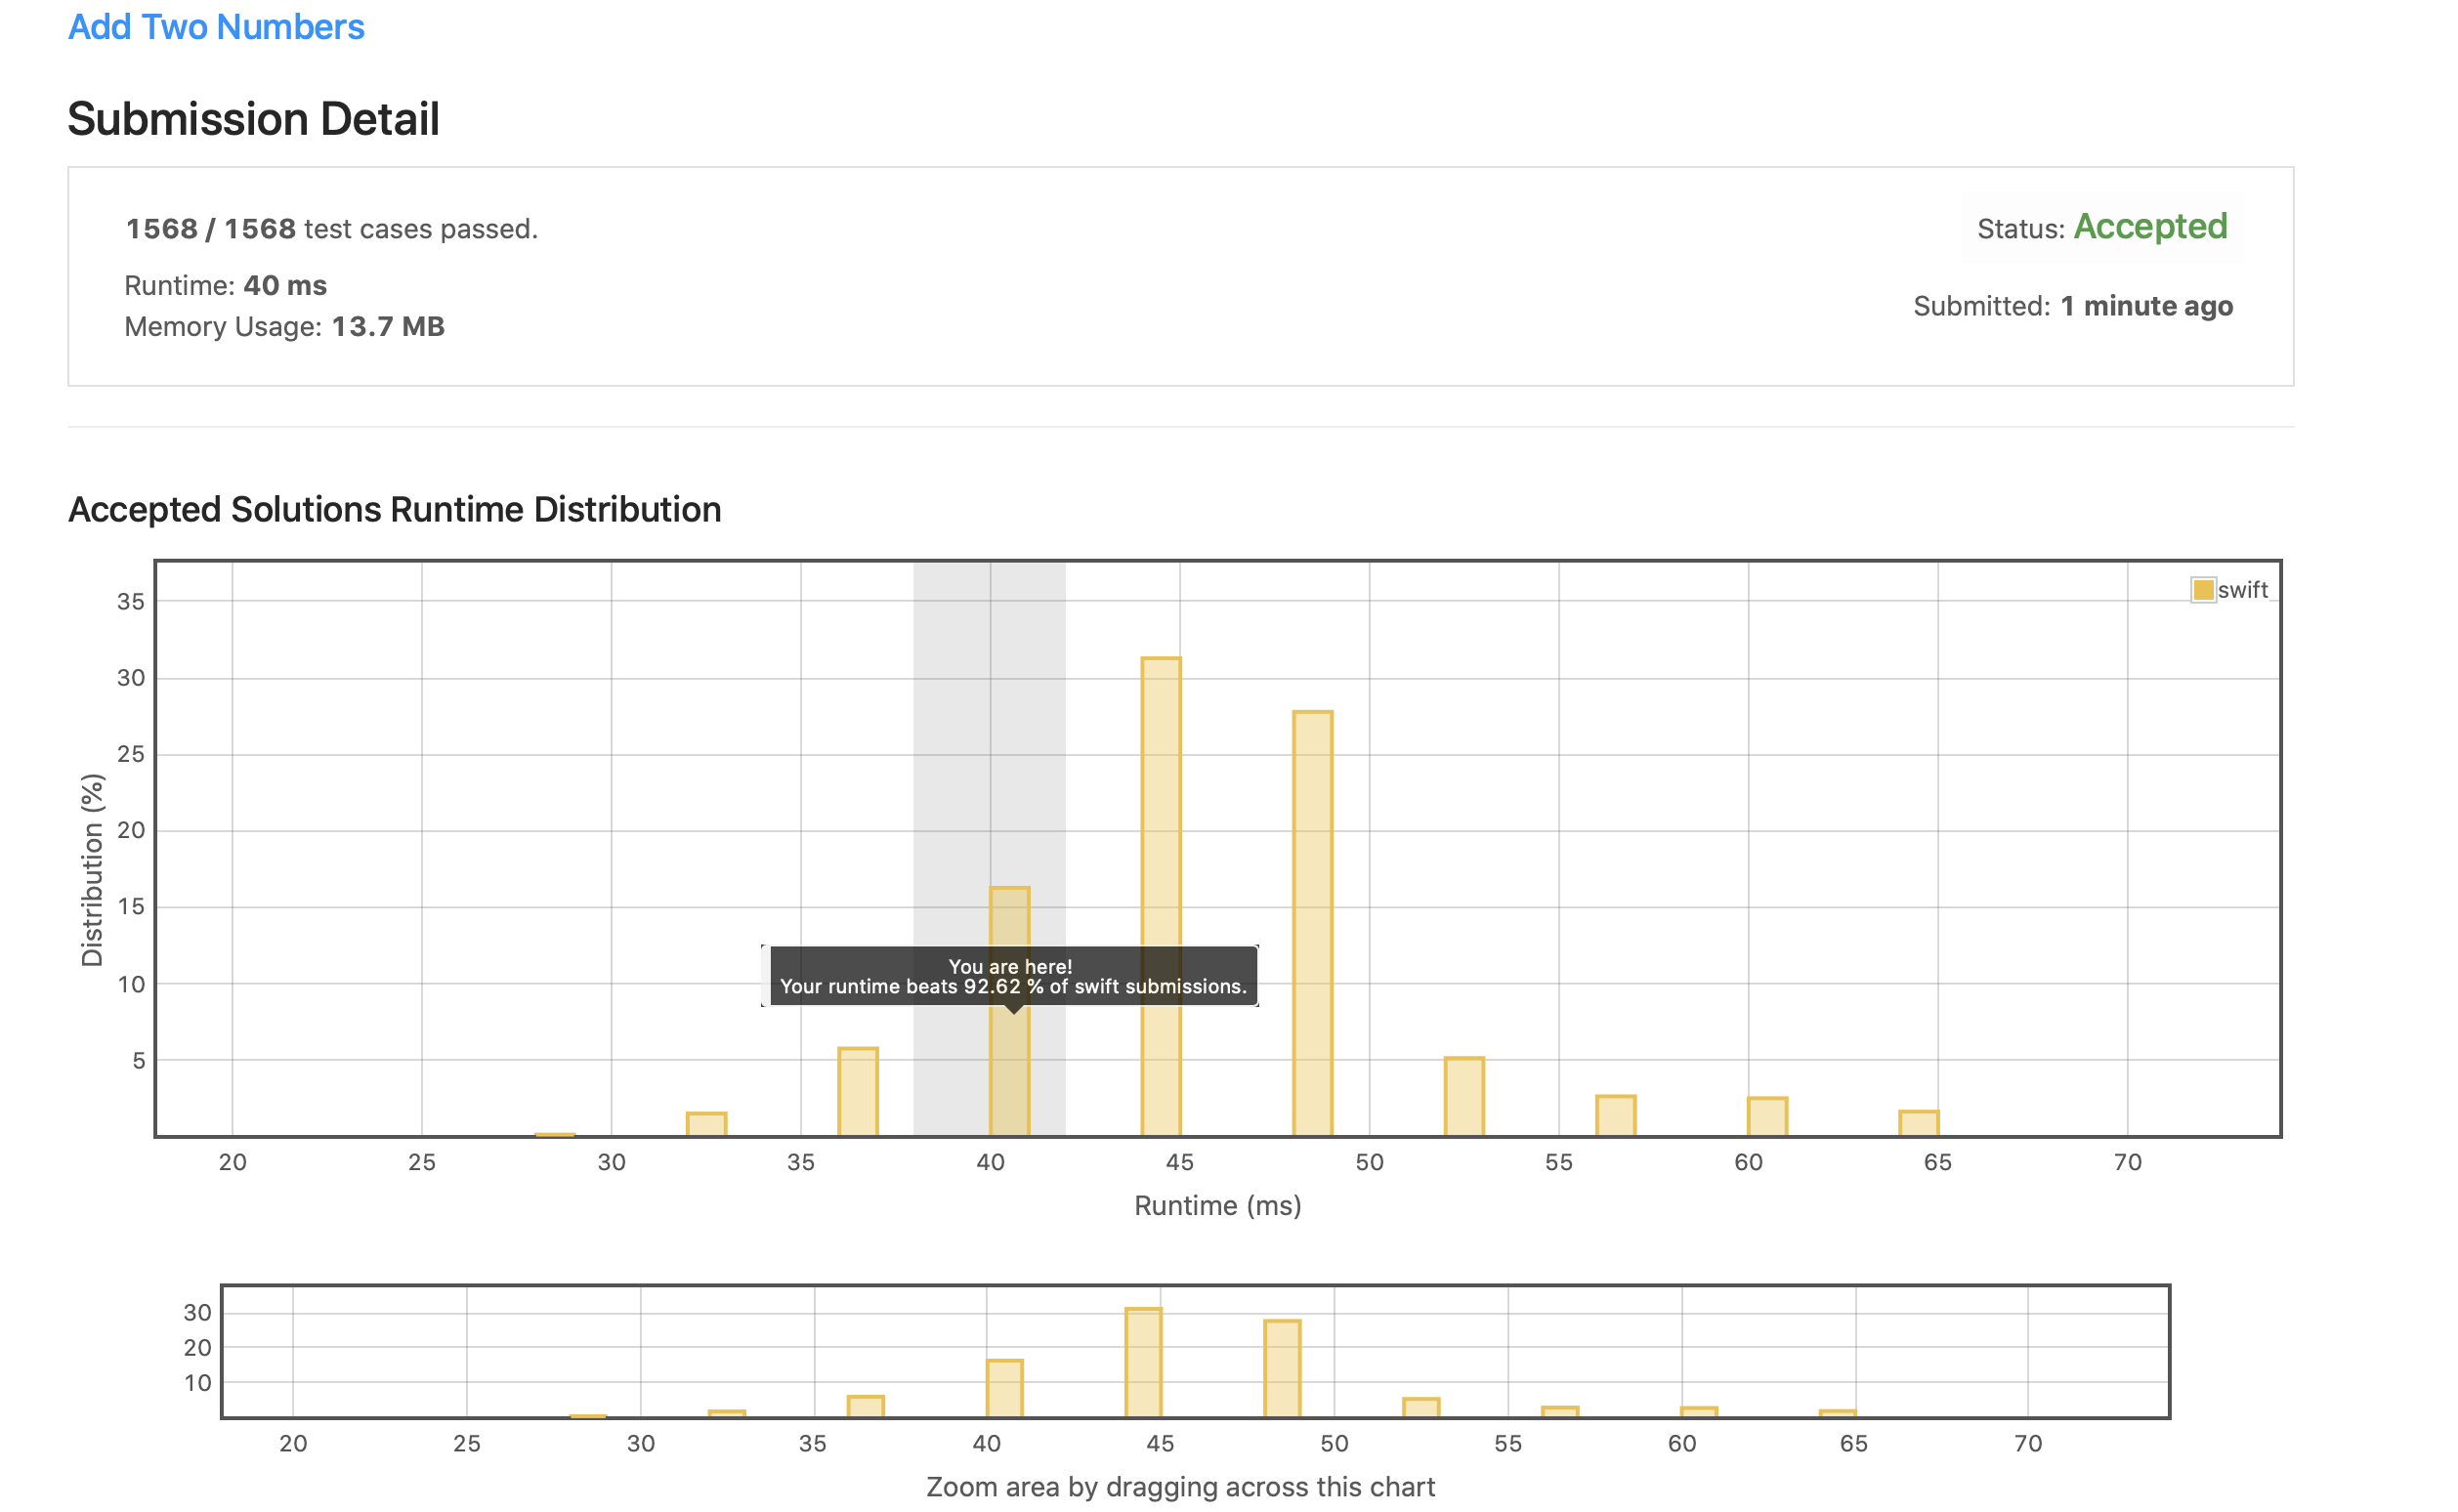 Add Two Numbers
Submission Detail
1568 / 1568 test cases passed.
Status: Accepted
Runtime: 40 ms
Submitted: 1 minute ago
Memory Usage: 13.7 MB
Accepted Solutions Runtime Distribution
swift
35
30
25
20
15
10
5
Distribution (%)
You are here!
Your runtime beats 92.62 % of swift submissions.
20 25 30 35 40 45 50 55 60 65 70
Runtime (ms)
30
20
10
20 25 30 35 40 45 50 55 60 65 70
Zoom area by dragging across this chart